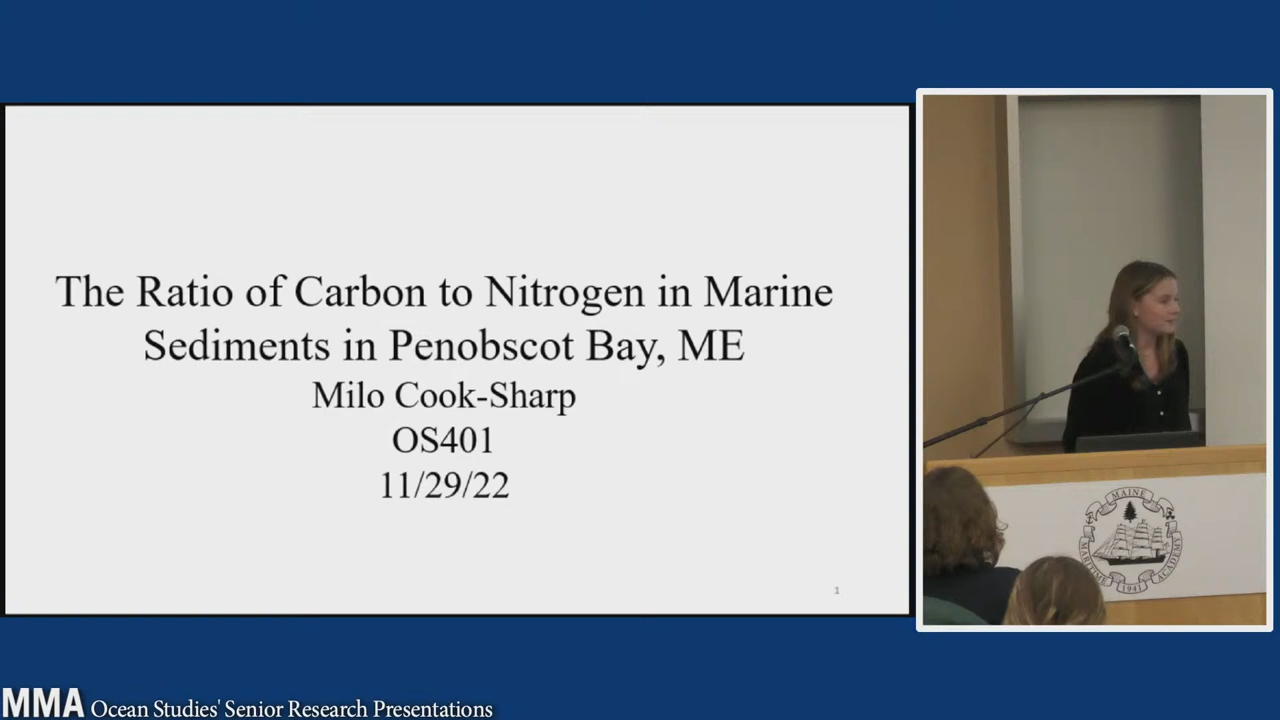 The Ratio of Carbon to Nitrogen in Marine
Sediments in Penobscot Bay, ME
Milo Cook-Sharp
OS401
11/29/22
1
MAINE
MARITIME
ACADEMY
1941
MMA Ocean Studies' Senior Research Presentations